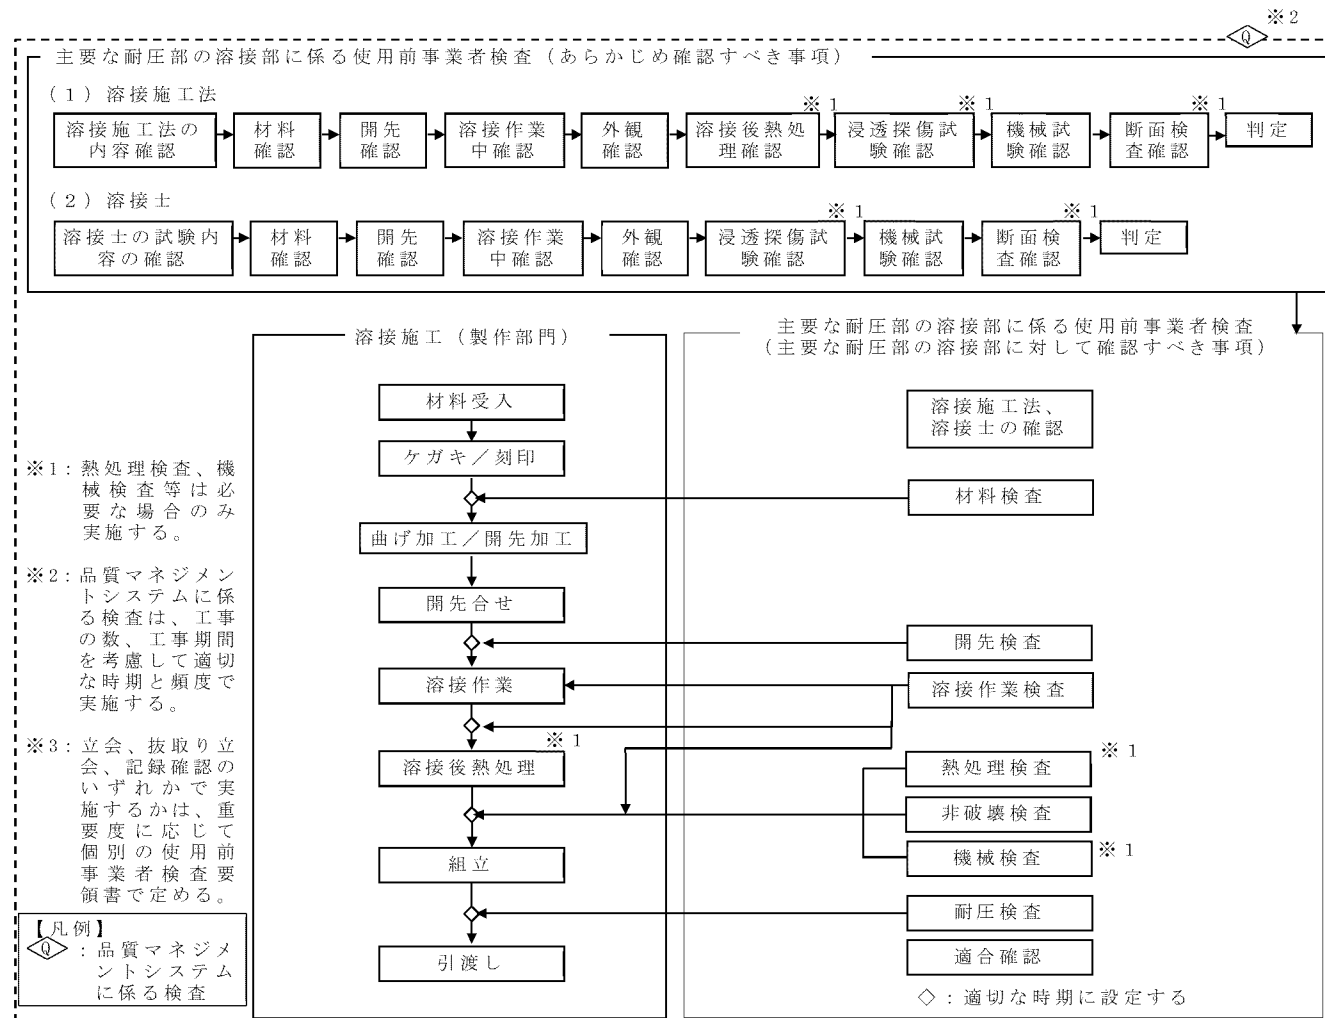 ※2
Q
主要な耐圧部の溶接部に係る使用前事業者検査（あらかじめ確認すべき事項）
（1）溶接施工法
※1
※1
※1
溶接施工法の
内容確認
材料
確認
開先
確認
溶接作業
中確認
外観
確認
溶接後熱処
理確認
浸透探傷試
験確認
機械試
験確認
断面検
査確認
判定
（2）溶接士
※1
※1
溶接士の試験内
容の確認
材料
確認
開先
確認
溶接作業
中確認
外観
確認
浸透探傷試
験確認
機械試
験確認
断面検
査確認
判定
溶接施工（製作部門）
材料受入
ケガキ／刻印
曲げ加工／開先加工
開先合せ
溶接作業
※1
溶接後熱処理
組立
引渡し
主要な耐圧部の溶接部に係る使用前事業者検査
（主要な耐圧部の溶接部に対して確認すべき事項）
溶接施工法、
溶接士の確認
材料検査
開先検査
溶接作業検査
※1
熱処理検査
非破壊検査
※1
機械検査
耐圧検査
適合確認
◇：適切な時期に設定する
※1：熱処理検査、機
械検査等は必
要な場合のみ
実施する。
※2：品質マネジメン
トシステムに係
る検査は、工事
の数、工事期間
を考慮して適切
な時期と頻度で
実施する。
※3：立会、抜取り立
会、記録確認の
いずれかで実
施するかは、重
要度に応じて
個別の使用前
事業者検査要
領書で定める。
【凡例】
Q：品質マネジメ
ントシステム
に係る検査